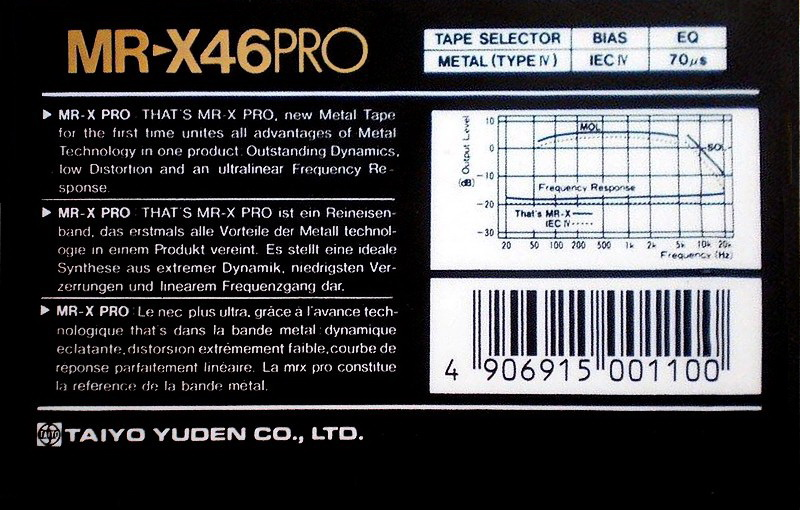 MR-X46PRO
TAPE SELECTOR BIAS EQ
METAL (TYPE IV) IEC IV 70μs
MR-X PRO THAT'S MR-X PRO, new Metal Tape
for the first time unites all advantages of Metal
Technology in one product. Outstanding Dynamics,
low Distortion and an ultralinear Frequency Re-
sponse.
MR-X PRO THAT'S MR-X PRO ist ein Reineisen-
band, das erstmals alle Vorteile der Metall technol-
ogie in einem Produkt vereint. Es stellt eine ideale
Synthese aus extremer Dynamik, niedrigsten Ver-
zerrungen und linearem Frequenzgang dar.
MR-X PRO Le nec plus ultra, grâce à l'avance tech-
nologique that's dans la bande metal: dynamique
eclatante, distorsion extrêmement faible, courbe de
reponse parfaitement linéaire. La mrx pro constitue
la reference de la bande métal.
Output Level (dB)
10
0
-10
-20
-30
MOL
SOL
Frequency Response
That's MR-X
IEC IV
20 50 100 200 500 1k 2k 5k 10k 20k
Frequency (Hz)
4 906915 001100
TAIYO TAIYO YUDEN CO., LTD.